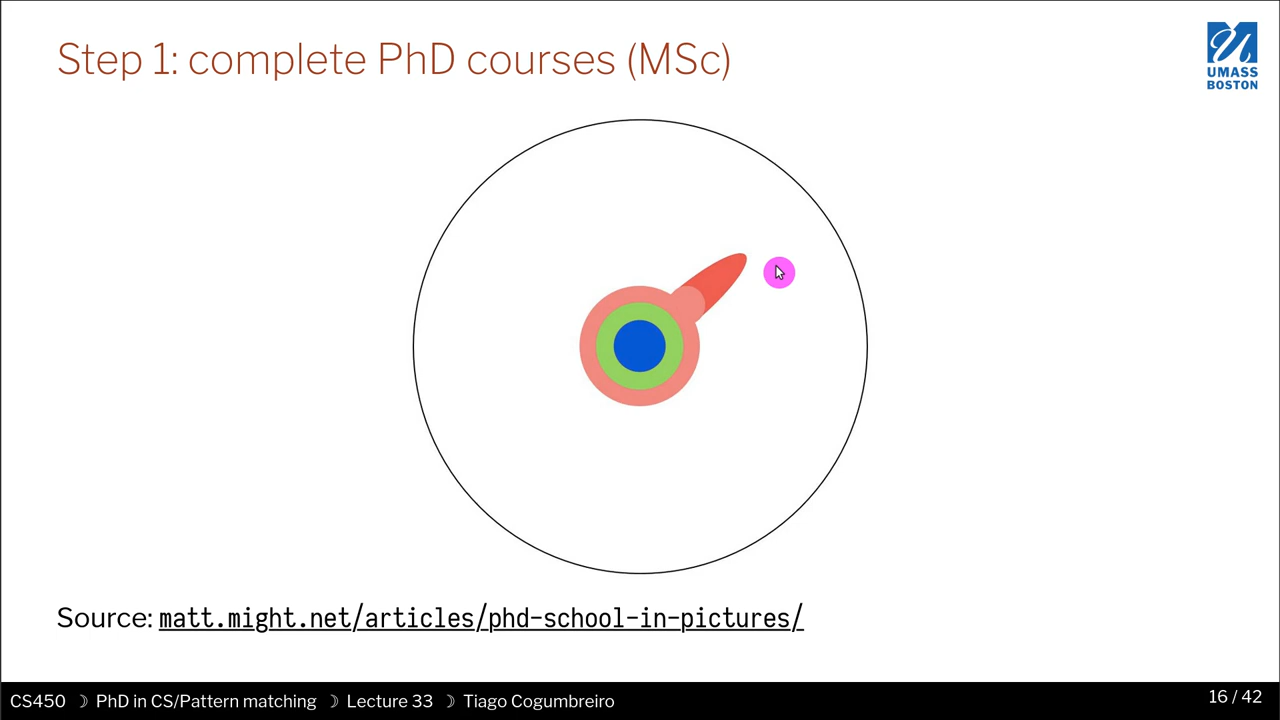 Step 1: complete PhD courses (MSc)
UMASS
BOSTON
Source: matt.might.net/articles/phd-school-in-pictures/
CS450 ☽ PhD in CS/Pattern matching ☽ Lecture 33 ☽ Tiago Cogumbreiro
16 / 42